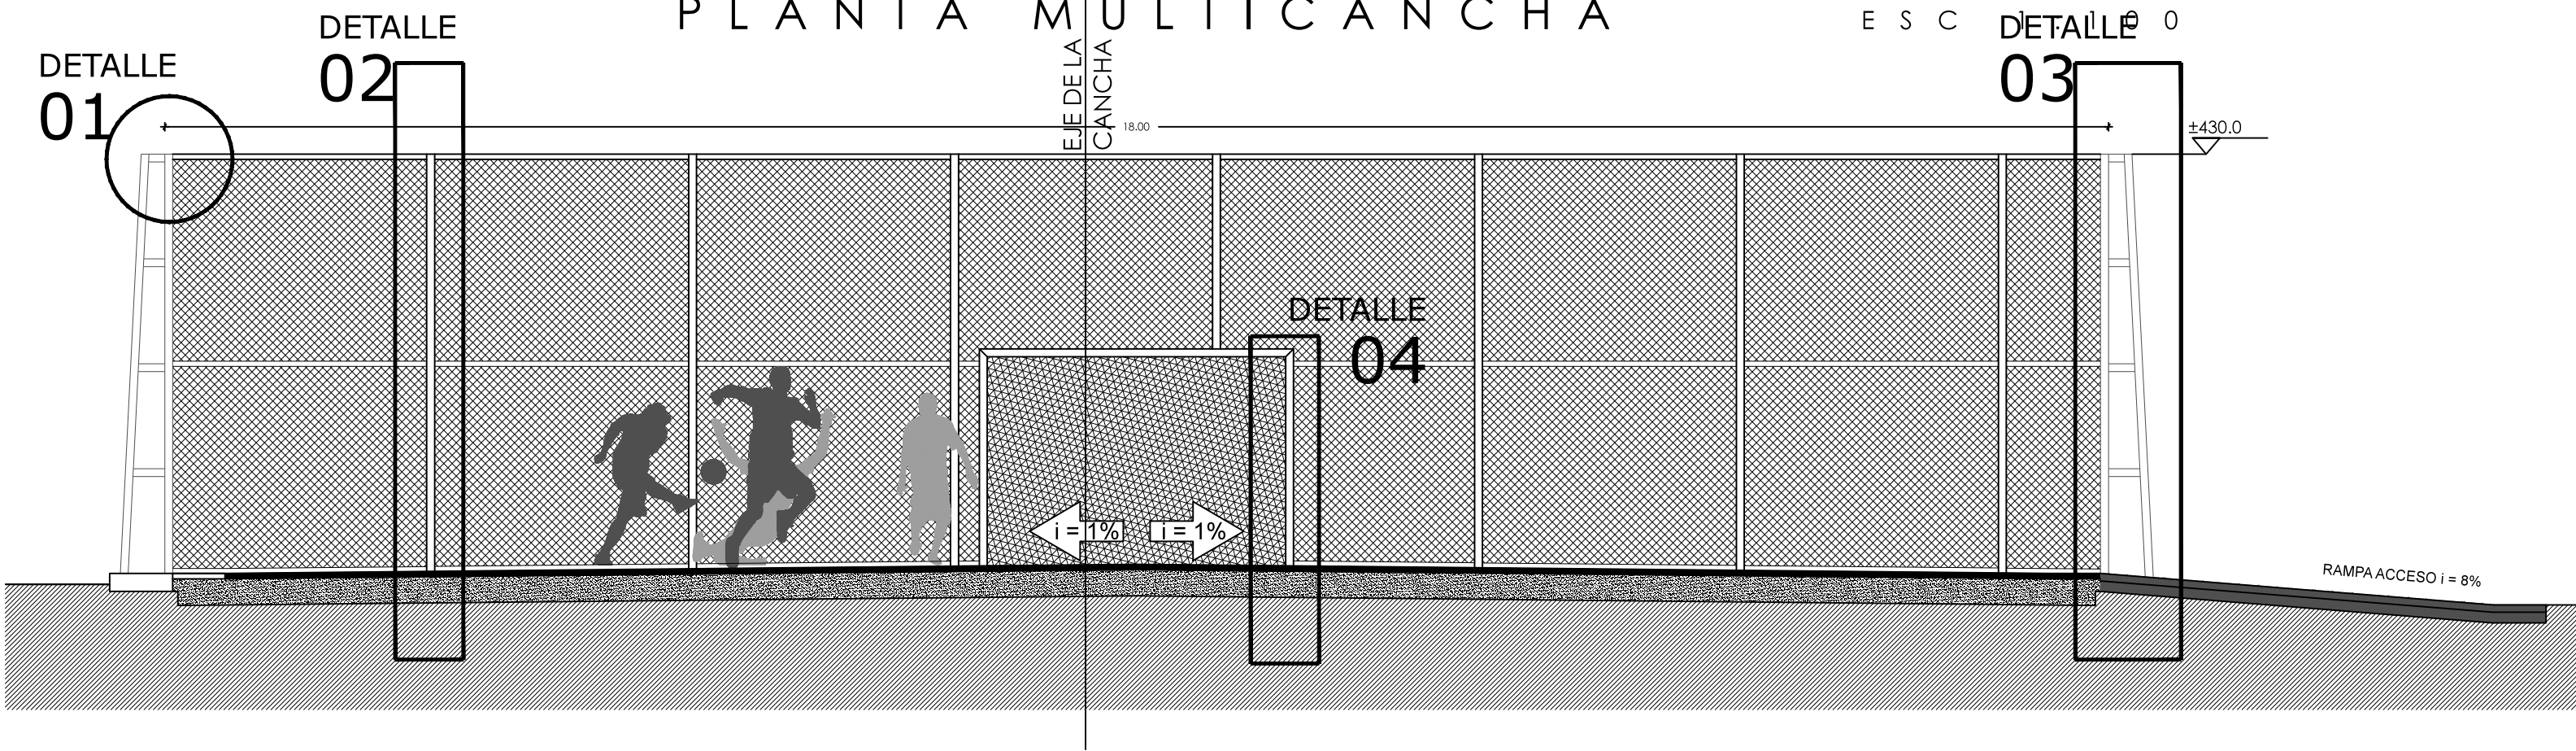 PLANTA MULTICANCHA
ESC 1:100
DETALLE
01
DETALLE
02
EJE DE LA
CANCHA
18.00
DETALLE
03
±430.0
DETALLE
04
i = 1%
i = 1%
RAMPA ACCESO i = 8%